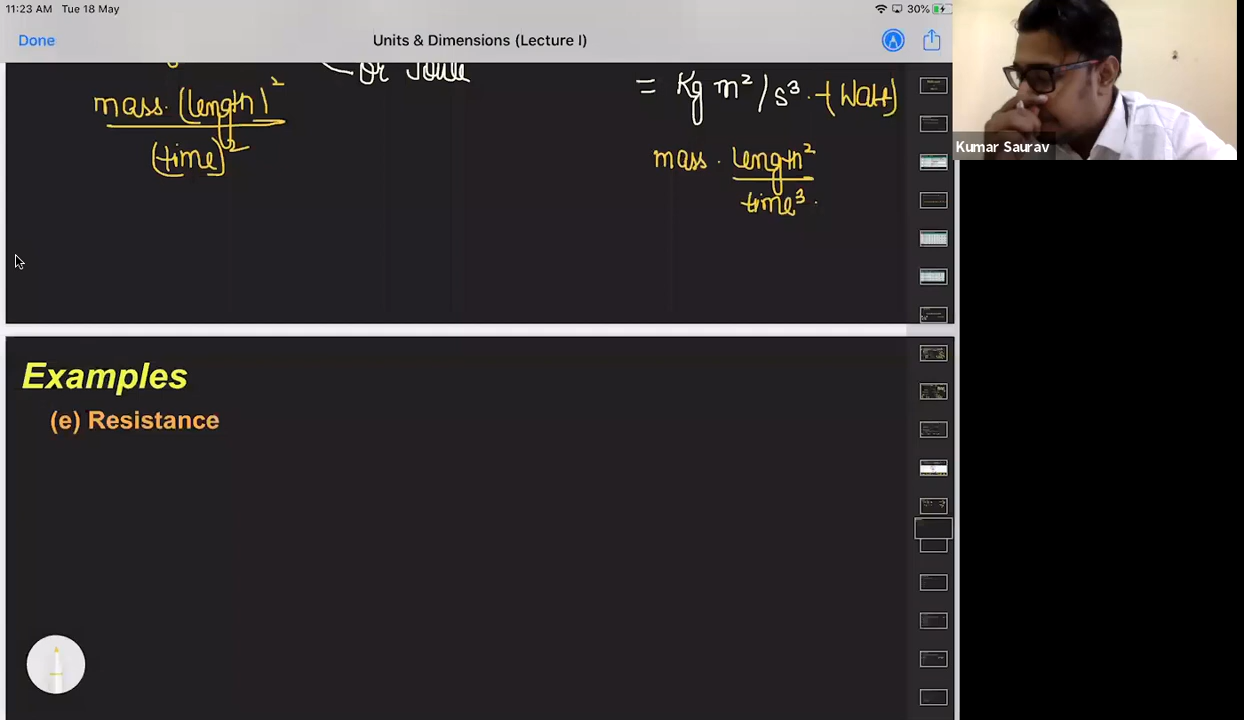 11:23 AM Tue 18 May
30%
Done
Units & Dimensions (Lecture I)
or Joule
mass. (length)²
(time)²
= Kg m²/s³ - (Watt)
mass . length²
time³.
Kumar Saurav
Examples
(e) Resistance